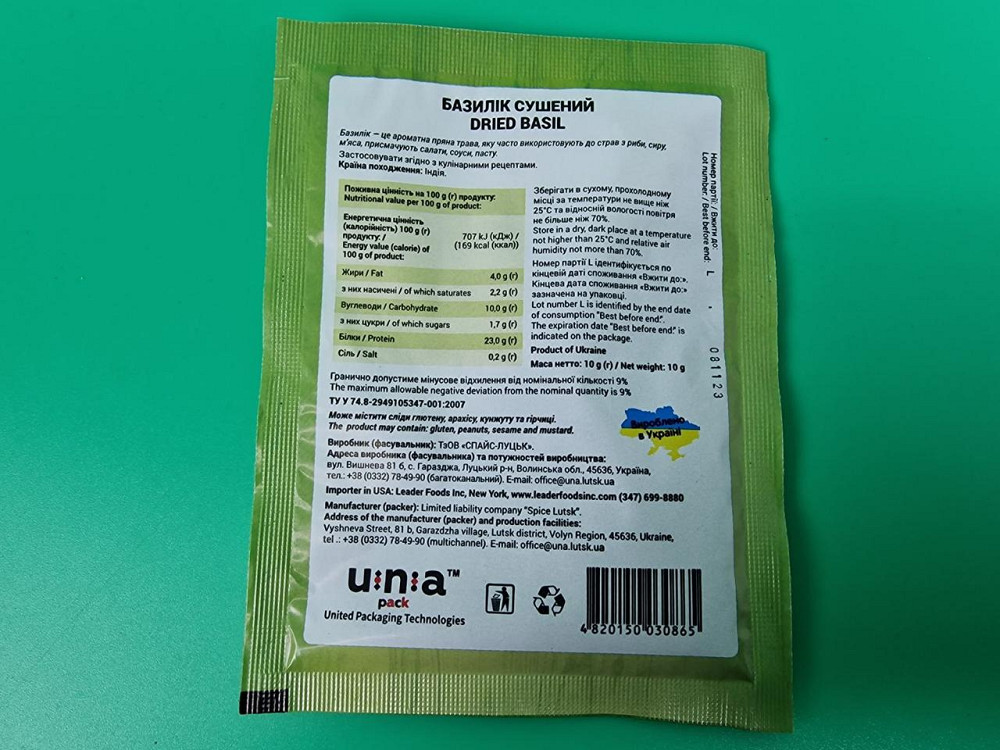 БАЗИЛІК СУШЕНИЙ
DRIED BASIL
Базилік — це ароматна пряна трава, яку часто використовують до страв з риби, сиру,
м'яса, присмачують салати, соуси, пасту.
Застосовувати згідно з кулінарними рецептами.
Країна походження: Індія.
Поживна цінність на 100 g (г) продукту:
Nutritional value per 100 g of product:
Енергетична цінність
(калорійність) 100 g (г)
продукту: /
Energy value (calorie) of
100 g of product:
707 kJ (кДж) /
(169 kcal (ккал))
Жири / Fat 4,0 g (г)
з них насичені / of which saturates 2,2 g (г)
Вуглеводи / Carbohydrate 10,0 g (г)
з них цукри / of which sugars 1,7 g (г)
Білки / Protein 23,0 g (г)
Сіль / Salt 0,2 g (г)
Зберігати в сухому, прохолодному
місці за температури не вище ніж
25°C та відносній вологості повітря
не більше ніж 70%.
Store in a dry, dark place at a temperature
not higher than 25°C and relative air
humidity not more than 70%.
Номер партії L ідентифікується по
кінцевій даті споживання «Вжити до:».
Кінцева дата споживання «Вжити до:»
зазначена на упаковці.
Lot number L is identified by the end date
of consumption "Best before end:".
The expiration date "Best before end:" is
indicated on the package.
Product of Ukraine
Маса нетто: 10 g (г) / Net weight: 10 g
Номер партії: / Вжити до:
Lot number: / Best before end: L
081123
Гранично допустиме мінусове відхилення від номінальної кількості 9%
The maximum allowable negative deviation from the nominal quantity is 9%
ТУ У 74.8-2949105347-001:2007
Може містити сліди глютену, арахісу, кунжуту та гірчиці.
The product may contain: gluten, peanuts, sesame and mustard.
Вироблено
в Україні
Виробник (фасувальник): ТзОВ «СПАЙС-ЛУЦЬК».
Адреса виробника (фасувальника) та потужностей виробництва:
вул. Вишнева 81 б, с. Гаразджа, Луцький р-н, Волинська обл., 45636, Україна,
тел.: +38 (0332) 78-49-90 (багатоканальний). E-mail: office@una.lutsk.ua
Importer in USA: Leader Foods Inc, New York, www.leaderfoodsinc.com (347) 699-8880
Manufacturer (packer): Limited liability company "Spice Lutsk".
Address of the manufacturer (packer) and production facilities:
Vyshneva Street, 81 b, Garazdzha village, Lutsk district, Volyn Region, 45636, Ukraine,
tel .: +38 (0332) 78-49-90 (multichannel). E-mail: office@una.lutsk.ua
u:n:a™
pack
United Packaging Technologies
4 820150 030865